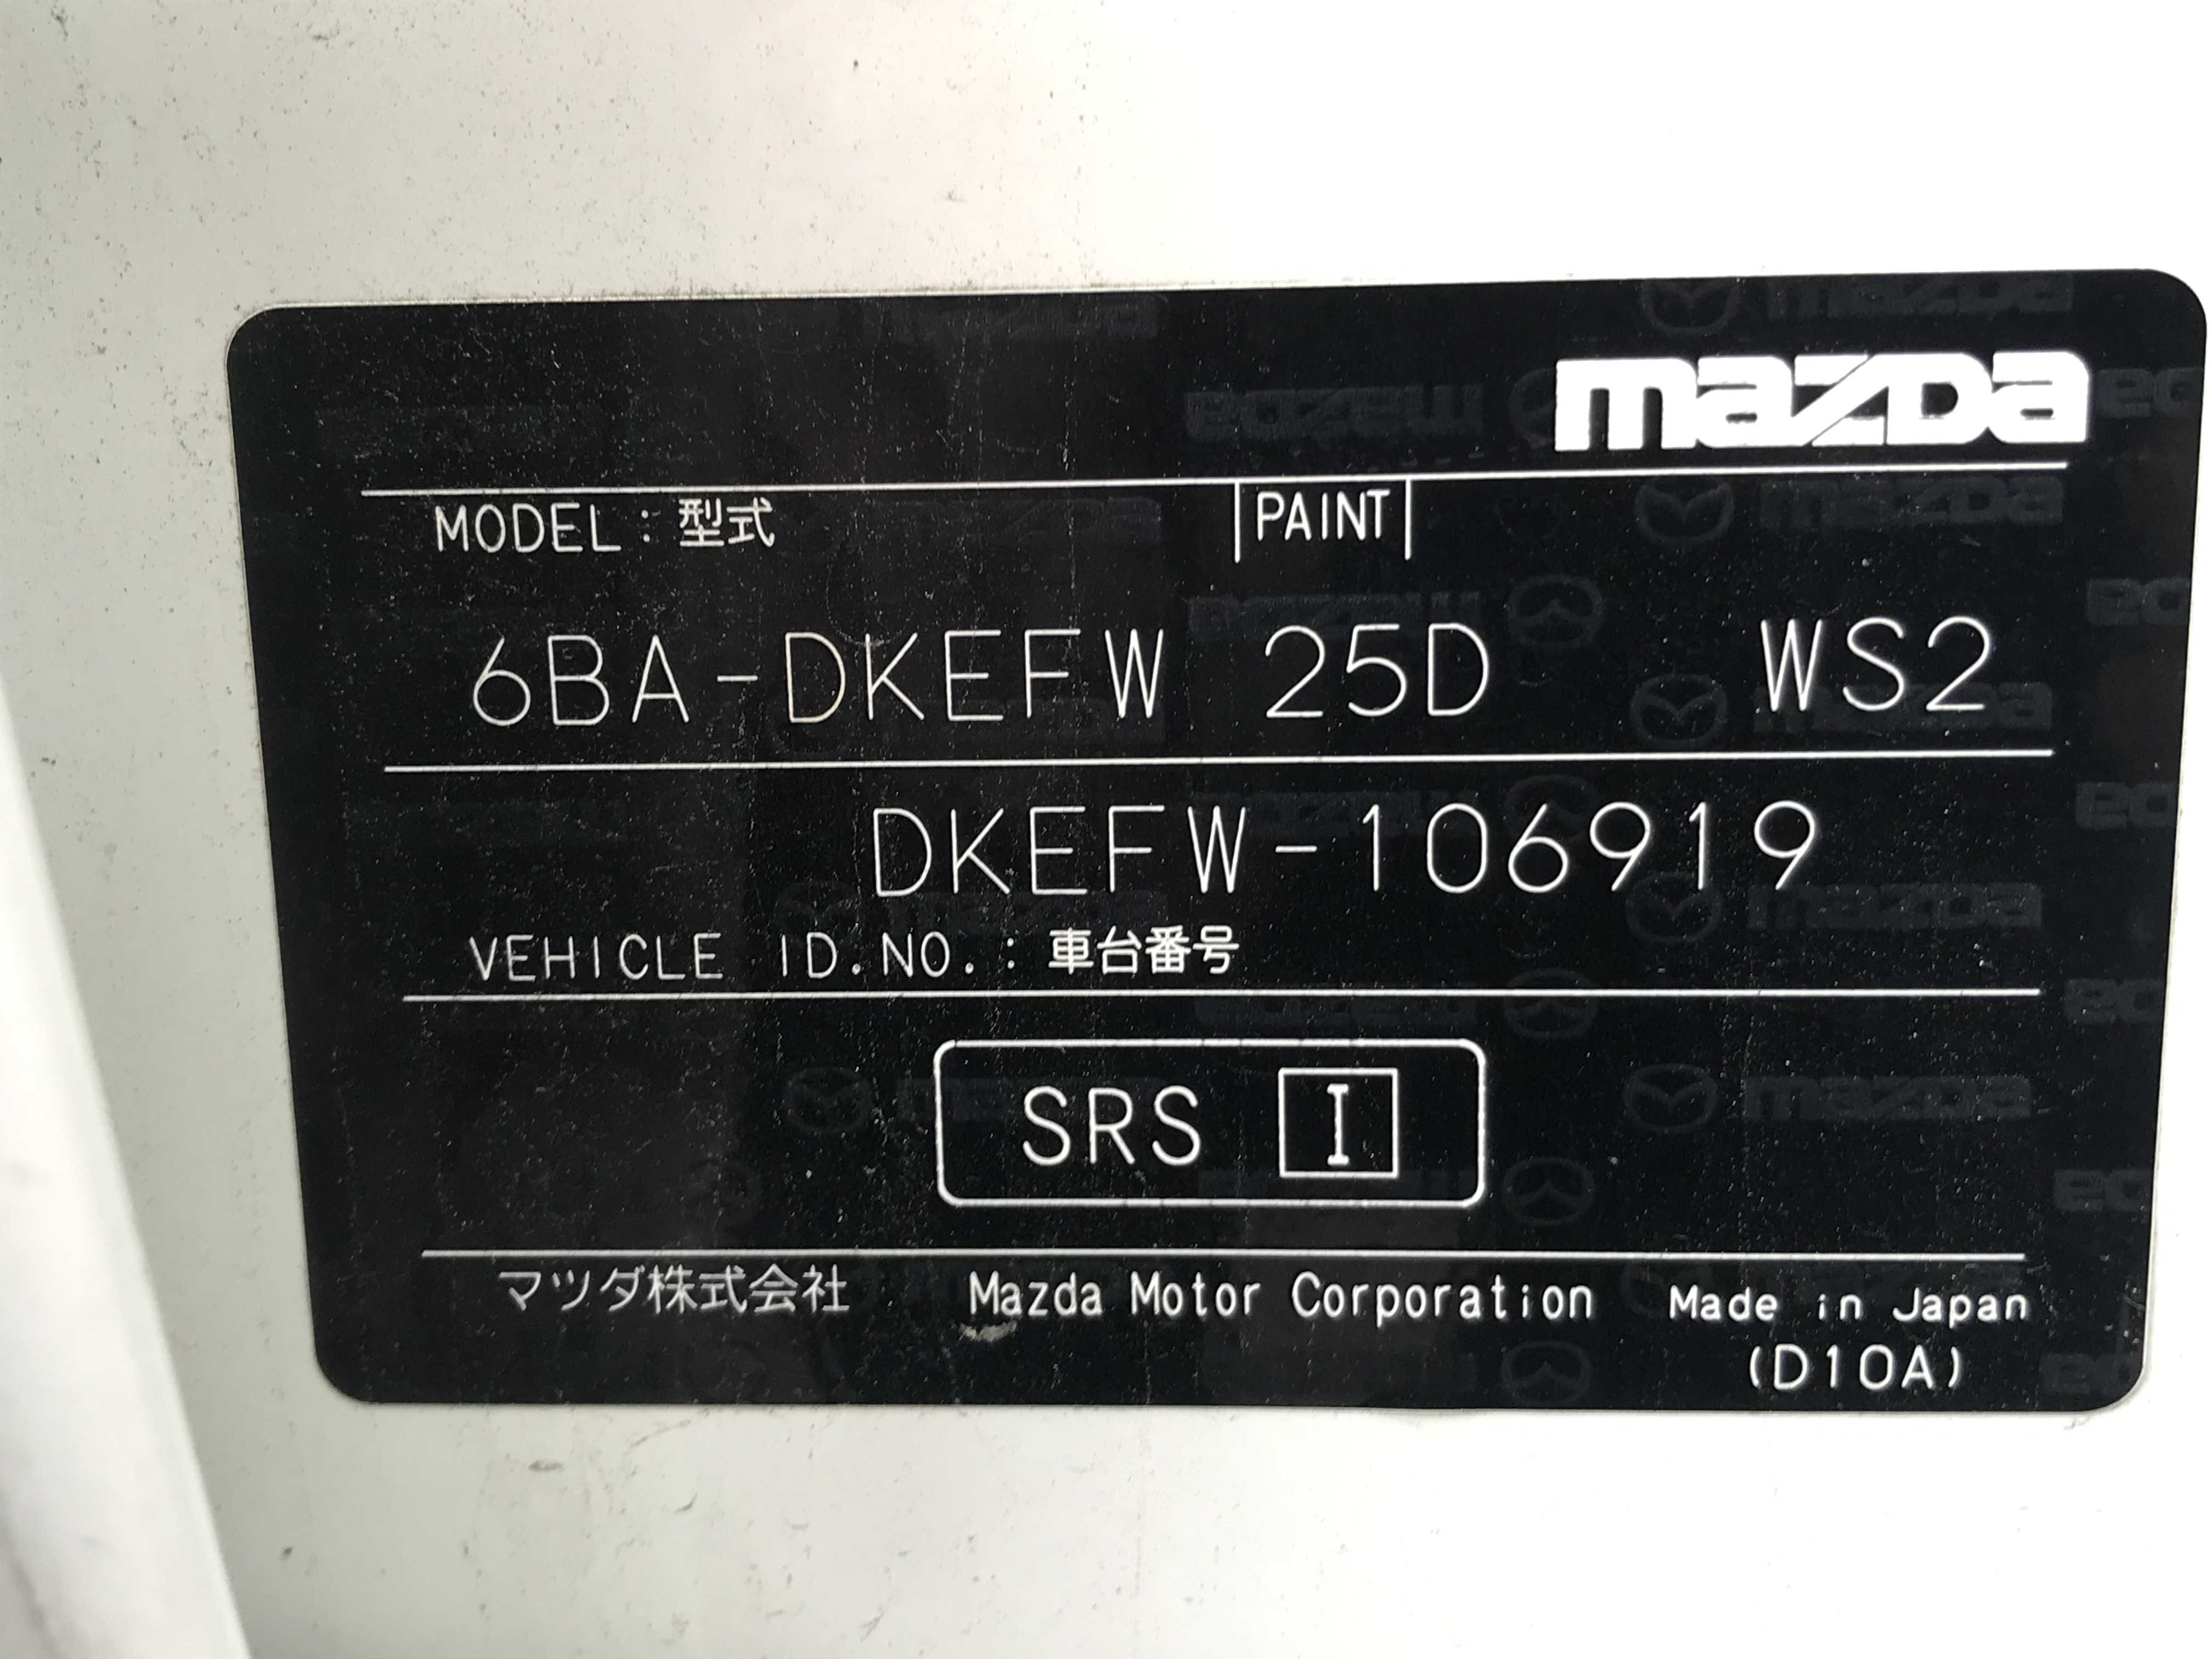 mazda
MODEL : 型式 PAINT
6BA-DKEFW 25D WS2
DKEFW-106919
VEHICLE ID.NO. : 車台番号
SRS I
マツダ株式会社 Mazda Motor Corporation Made in Japan
(D10A)